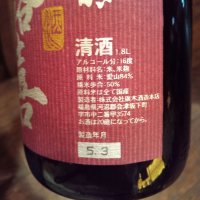 清酒 1.8L
アルコール分:16度
原材料名:米、米麹
原料米 愛山84%
精米歩合:50%
原料米は全て国産
製造者:株式会社廣木酒造本店
福島県河沼郡会津坂下町
字市中二番甲3574
お酒は20歳になってから。
製造年月
5.3